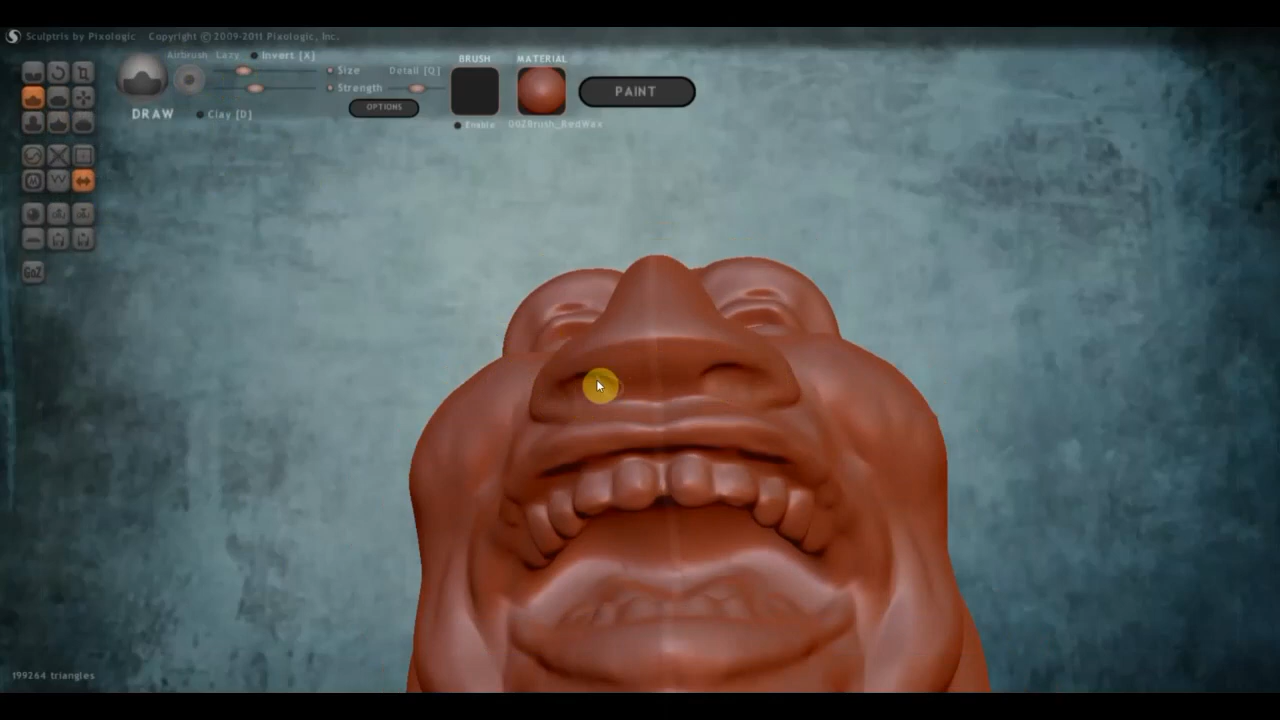 Sculptris by Pixologic Copyright © 2009-2011 Pixologic, Inc.
Airbrush Lazy Invert [X]
Size Detail [Q]
Strength
OPTIONS
DRAW Clay [D]
BRUSH
Enable
MATERIAL
00ZBrush_RedWax
PAINT
GoZ
199264 triangles